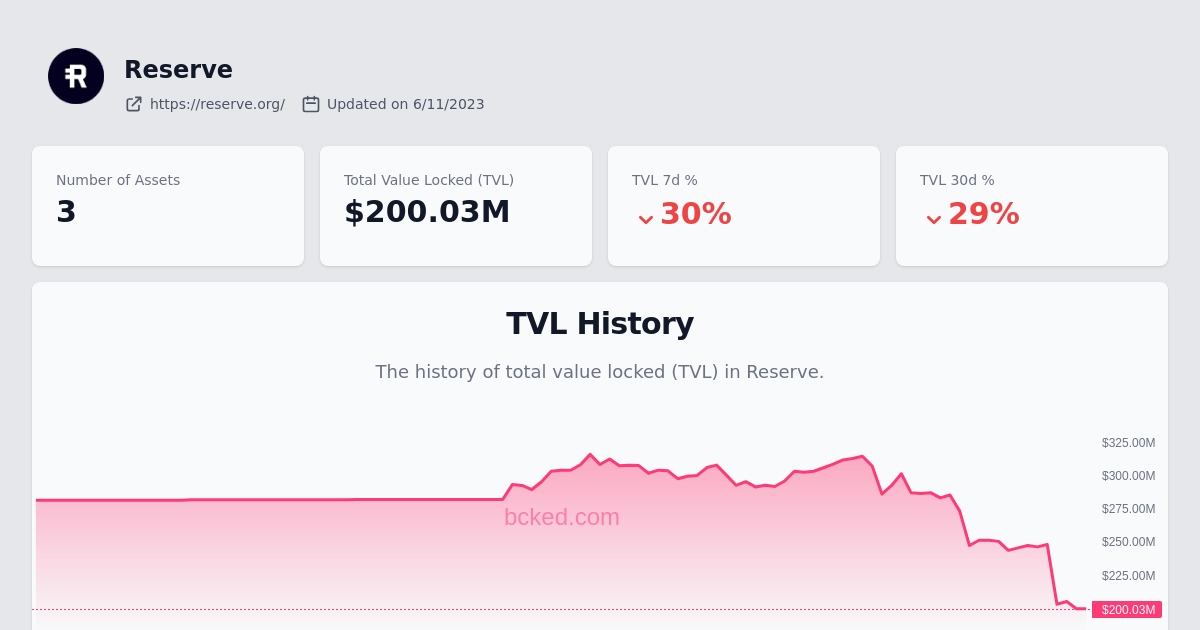 Reserve
https://reserve.org/ Updated on 6/11/2023
Number of Assets
3
Total Value Locked (TVL)
$200.03M
TVL 7d %
30%
TVL 30d %
29%
TVL History
The history of total value locked (TVL) in Reserve.
$325.00M
$300.00M
$275.00M
bcked.com
$250.00M
$225.00M
$200.03M